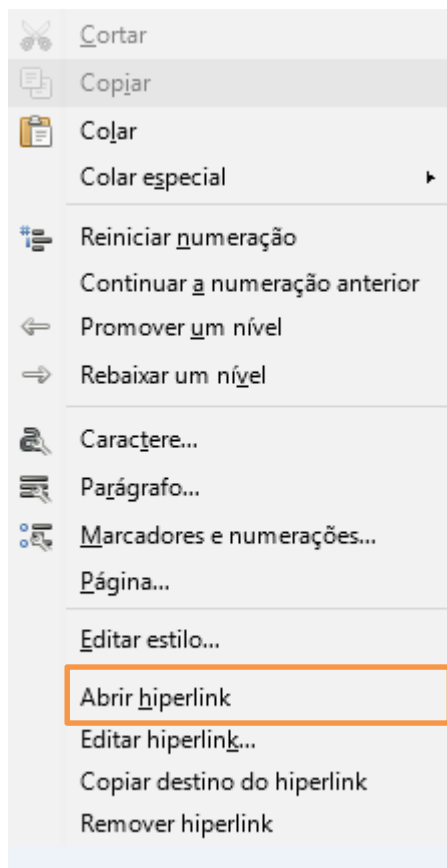 Cortar
Copiar
Colar
Colar especial
Reiniciar numeração
Continuar a numeração anterior
Promover um nível
Rebaixar um nível
Caractere...
Parágrafo...
Marcadores e numerações...
Página...
Editar estilo...
Abrir hiperlink
Editar hiperlink...
Copiar destino do hiperlink
Remover hiperlink